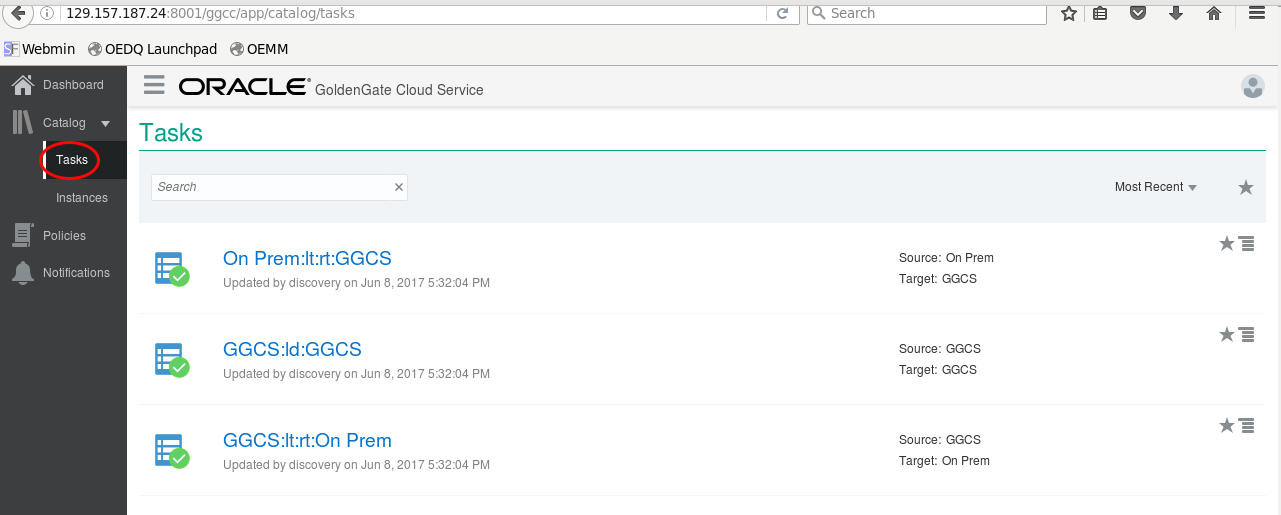 129.157.187.24:8001/ggcc/app/catalog/tasks
Search
SF Webmin OEDQ Launchpad OEMM
Dashboard
Catalog
Tasks
Instances
Policies
Notifications
ORACLE® GoldenGate Cloud Service
Tasks
Search
Most Recent
On Prem:lt:rt:GGCS
Updated by discovery on Jun 8, 2017 5:32:04 PM
Source: On Prem
Target: GGCS
GGCS:ld:GGCS
Updated by discovery on Jun 8, 2017 5:32:04 PM
Source: GGCS
Target: GGCS
GGCS:lt:rt:On Prem
Updated by discovery on Jun 8, 2017 5:32:04 PM
Source: GGCS
Target: On Prem